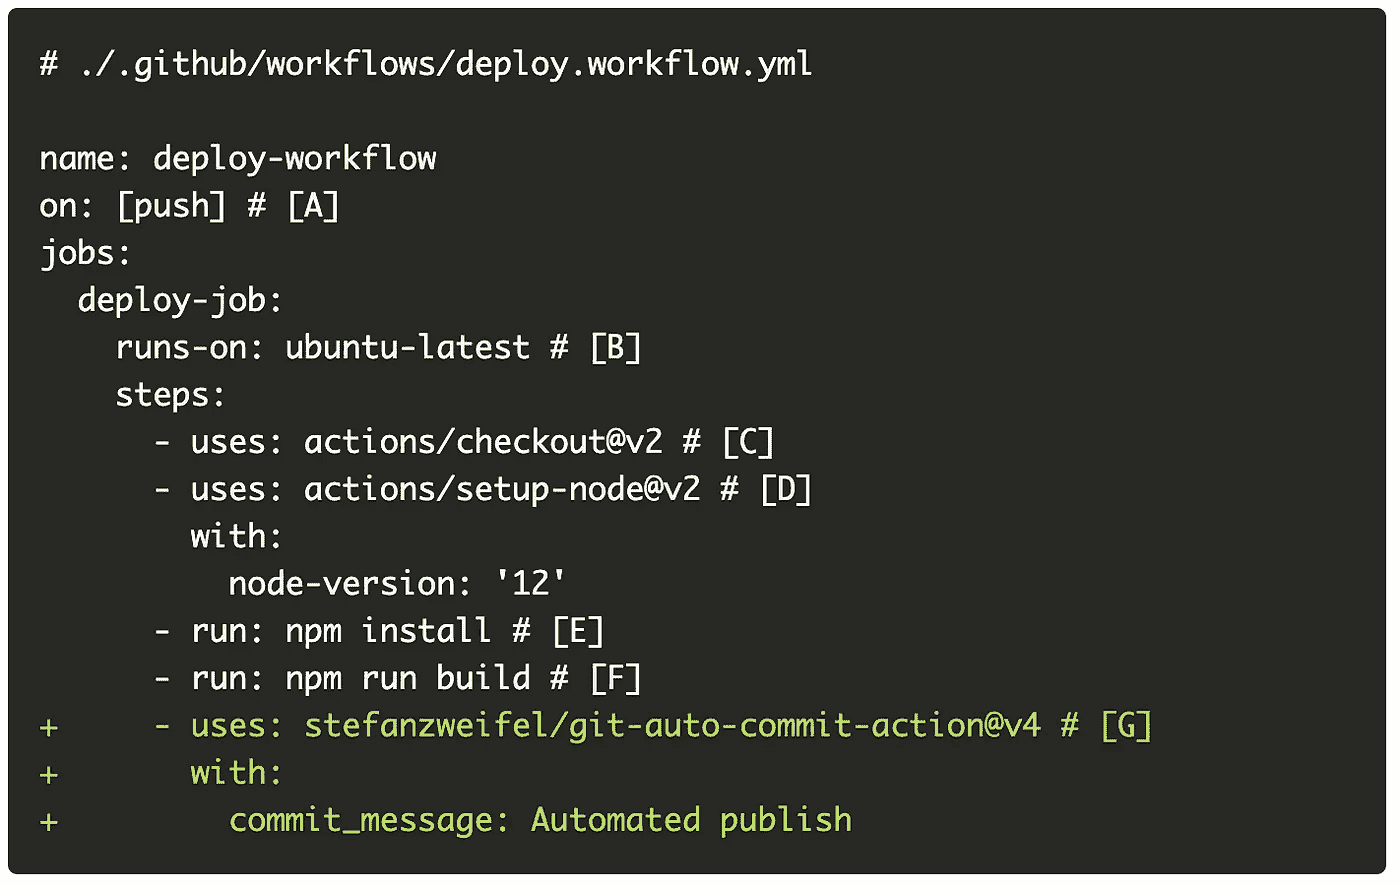 # ./.github/workflows/deploy.workflow.yml

name: deploy-workflow
on: [push] # [A]
jobs:
  deploy-job:
    runs-on: ubuntu-latest # [B]
    steps:
      - uses: actions/checkout@v2 # [C]
      - uses: actions/setup-node@v2 # [D]
        with:
          node-version: '12'
      - run: npm install # [E]
      - run: npm run build # [F]
+     - uses: stefanzweifel/git-auto-commit-action@v4 # [G]
+       with:
+         commit_message: Automated publish